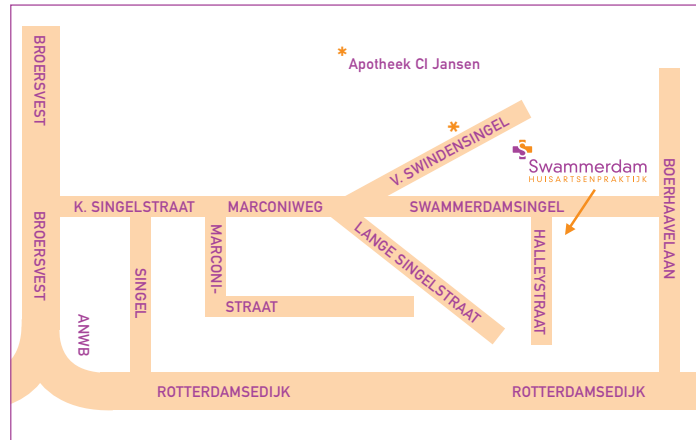 BROERSVEST
Apotheek CI Jansen
V. SWINDENSINGEL
Swammerdam
HUISARTSENPRAKTIJK
BOERHAAVELAAN
K. SINGELSTRAAT
MARCONIWEG
SWAMMERDAMSINGEL
BROERSVEST
SINGEL
MARCONI-
STRAAT
LANGE SINGELSTRAAT
HALLEYSTRAAT
ANWB
ROTTERDAMSEDIJK
ROTTERDAMSEDIJK